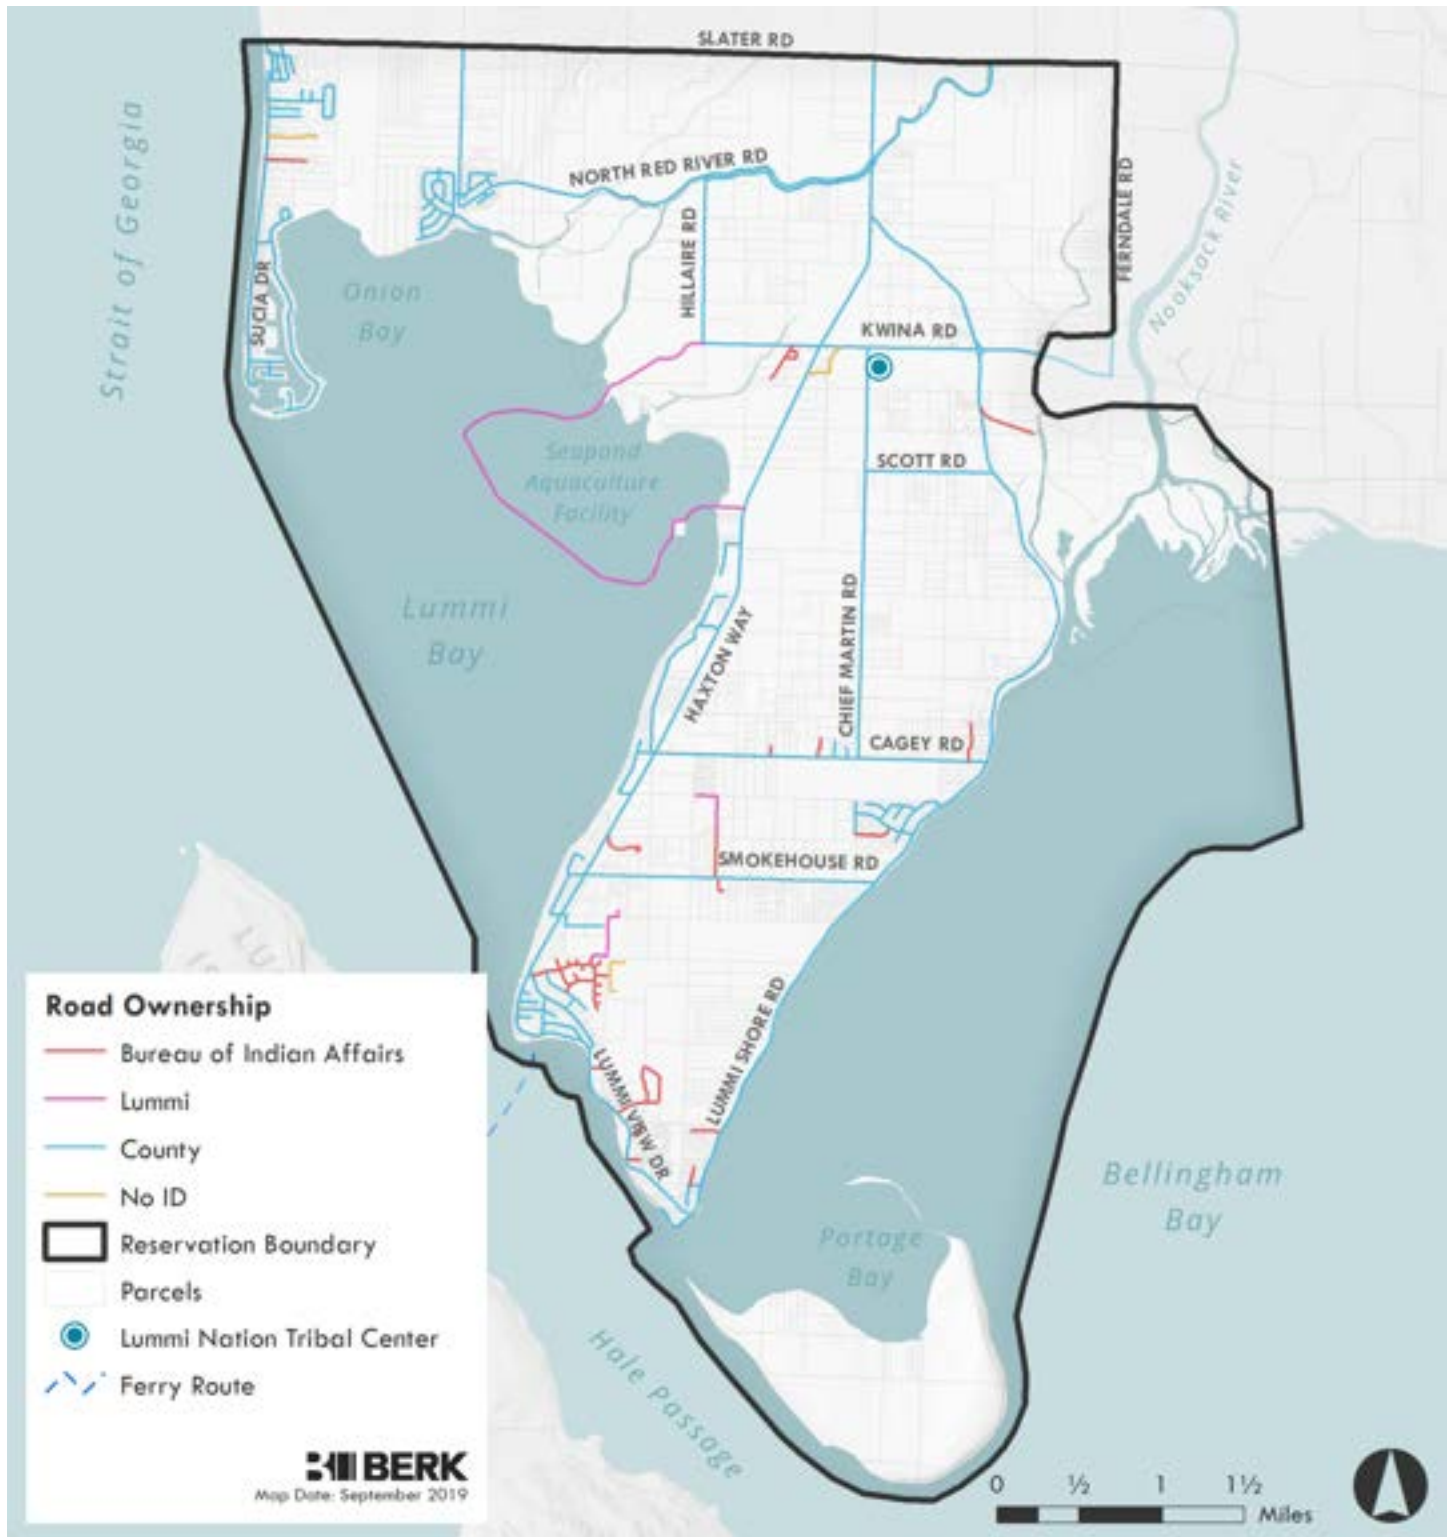 SLATER RD
Strait of Georgia
NORTH RED RIVER RD
HILLAIRE RD
FERNDALE RD
Nooksack River
SUCIA DR
Onion
Bay
KWINA RD
Seapond
Aquaculture
Facility
SCOTT RD
Lummi
Bay
HAXTON WAY
CHIEF MARTIN RD
CAGEY RD
SMOKEHOUSE RD
LUMMI SHORE RD
LUMMI VIEW DR
Bellingham
Bay
Portage
Bay
Hale Passage
Road Ownership
Bureau of Indian Affairs
Lummi
County
No ID
Reservation Boundary
Parcels
Lummi Nation Tribal Center
Ferry Route
BERK
Map Date: September 2019
0 ½ 1 1½
Miles